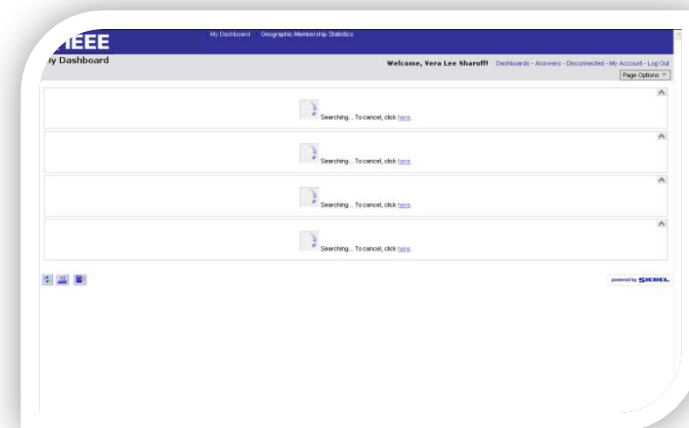 IEEE
My Dashboard Geographic Membership Statistics
My Dashboard
Welcome, Vera Lee Sharoff! Dashboards - Answers - Disconnected - My Account - Log Out
Page Options
Searching... To cancel, click here.
Searching... To cancel, click here.
Searching... To cancel, click here.
Searching... To cancel, click here.
powered by SIEBEL